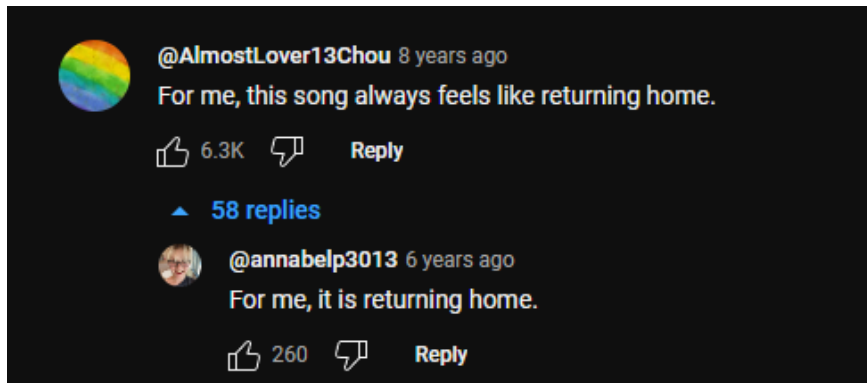 @AlmostLover13Chou 8 years ago
For me, this song always feels like returning home.
6.3K Reply
58 replies
@annabelp3013 6 years ago
For me, it is returning home.
260 Reply